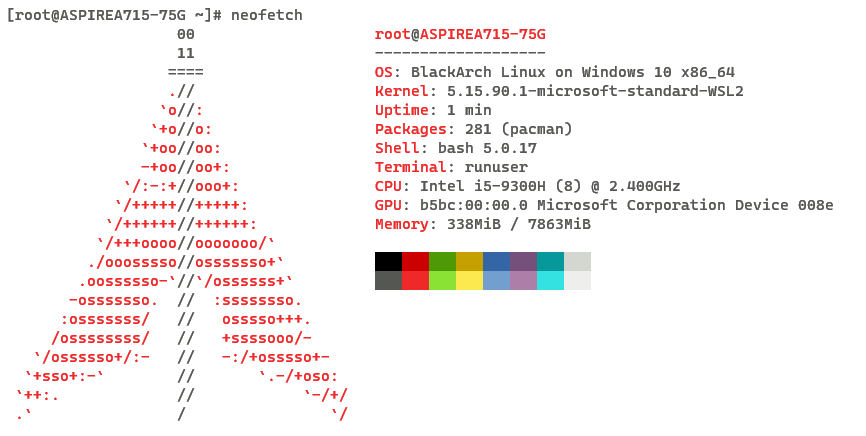 [root@ASPIREA715-75G ~]# neofetch
                   00
                   11
                  ====
                  .//
                 `o//:
                `+o//o:
               `+oo//oo:
               -+oo//oo+:
             `/:-:+//ooo+:
            `/+++++//+++++:
           `/++++++//++++++:
          `/+++oooo//ooooooo/`
         ./ooosssso//osssssso+`
        .oossssso-`//`/ossssss+`
       -osssssso.  //  :ssssssso.
      :osssssss/   //   osssso+++.
     /ossssssss/   //   +ssssooo/-
   `/ossssso+/:-   //   -:/+osssso+-
  `+sso+:-`        //       `.-/+oso:
 `++:.             //            `-/+/
 .`                /                `/
root@ASPIREA715-75G
-------------------
OS: BlackArch Linux on Windows 10 x86_64
Kernel: 5.15.90.1-microsoft-standard-WSL2
Uptime: 1 min
Packages: 281 (pacman)
Shell: bash 5.0.17
Terminal: runuser
CPU: Intel i5-9300H (8) @ 2.400GHz
GPU: b5bc:00:00.0 Microsoft Corporation Device 008e
Memory: 338MiB / 7863MiB